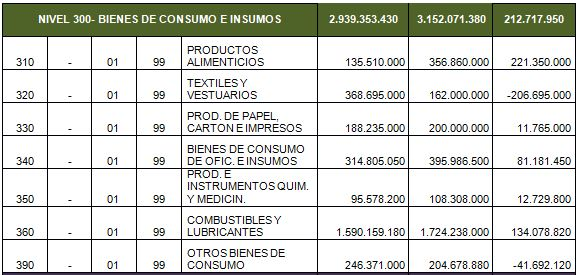 NIVEL 300- BIENES DE CONSUMO E INSUMOS 2.939.353.430 3.152.071.380 212.717.950
310 - 01 99 PRODUCTOS ALIMENTICIOS 135.510.000 356.860.000 221.350.000
320 - 01 99 TEXTILES Y VESTUARIOS 368.695.000 162.000.000 -206.695.000
330 - 01 99 PROD. DE PAPEL, CARTON E IMPRESOS 188.235.000 200.000.000 11.765.000
340 - 01 99 BIENES DE CONSUMO DE OFIC. E INSUMOS 314.805.050 395.986.500 81.181.450
350 - 01 99 PROD. E INSTRUMENTOS QUIM. Y MEDICIN. 95.578.200 108.308.000 12.729.800
360 - 01 99 COMBUSTIBLES Y LUBRICANTES 1.590.159.180 1.724.238.000 134.078.820
390 - 01 99 OTROS BIENES DE CONSUMO 246.371.000 204.678.880 -41.692.120